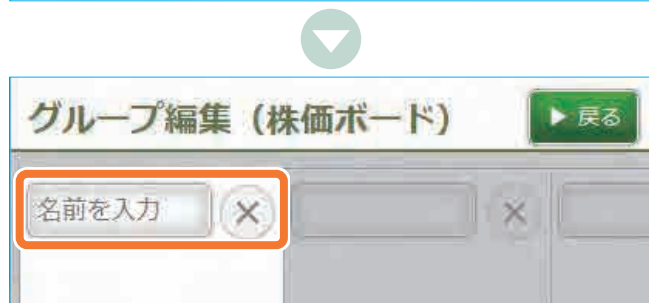 グループ編集（株価ボード）
▶戻る
名前を入力